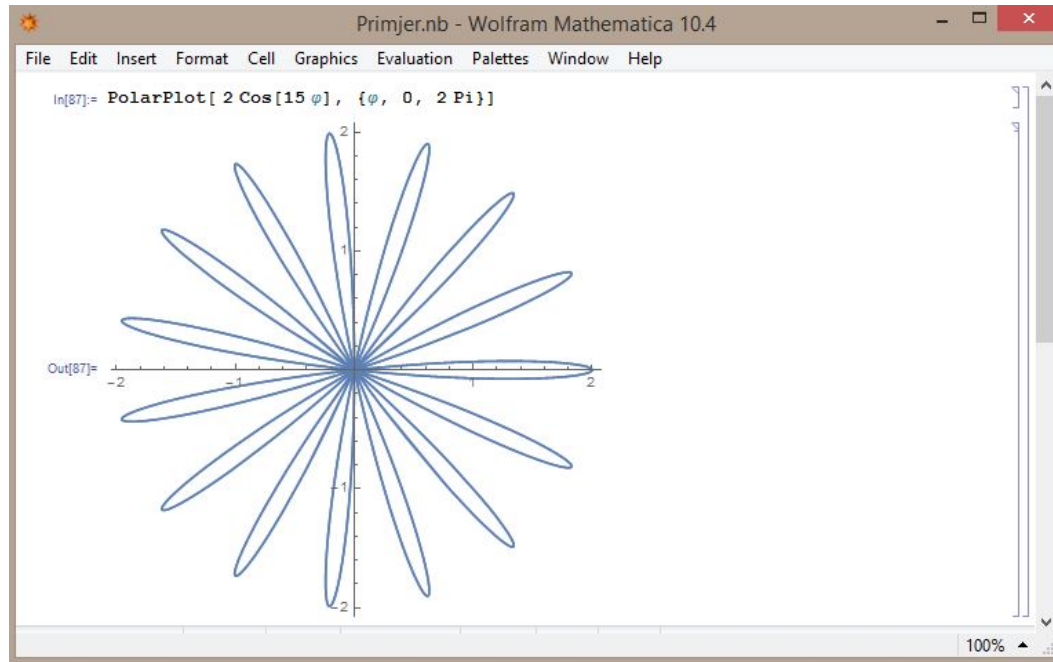 Primjer.nb - Wolfram Mathematica 10.4
File Edit Insert Format Cell Graphics Evaluation Palettes Window Help
In[87]:= PolarPlot[ 2 Cos[15 φ], {φ, 0, 2 Pi}]
2
1
Out[87]=
-2 -1 1 2
-1
-2
100%